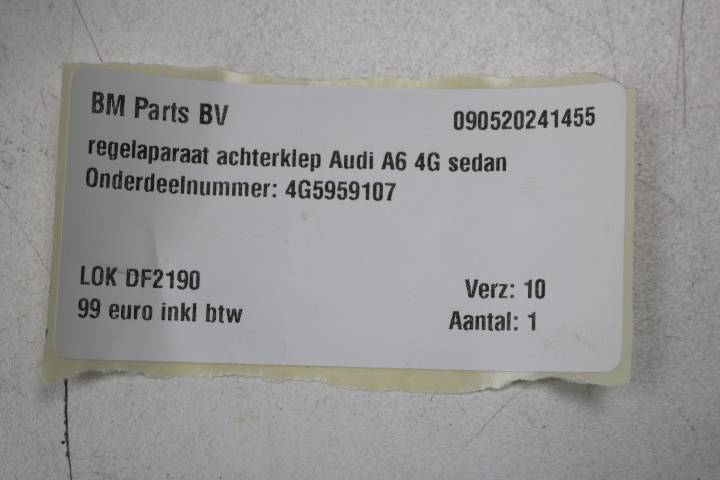 BM Parts BV
090520241455
regelaparaat achterklep Audi A6 4G sedan
Onderdeelnummer: 4G5959107
LOK DF2190
Verz: 10
99 euro inkl btw
Aantal: 1